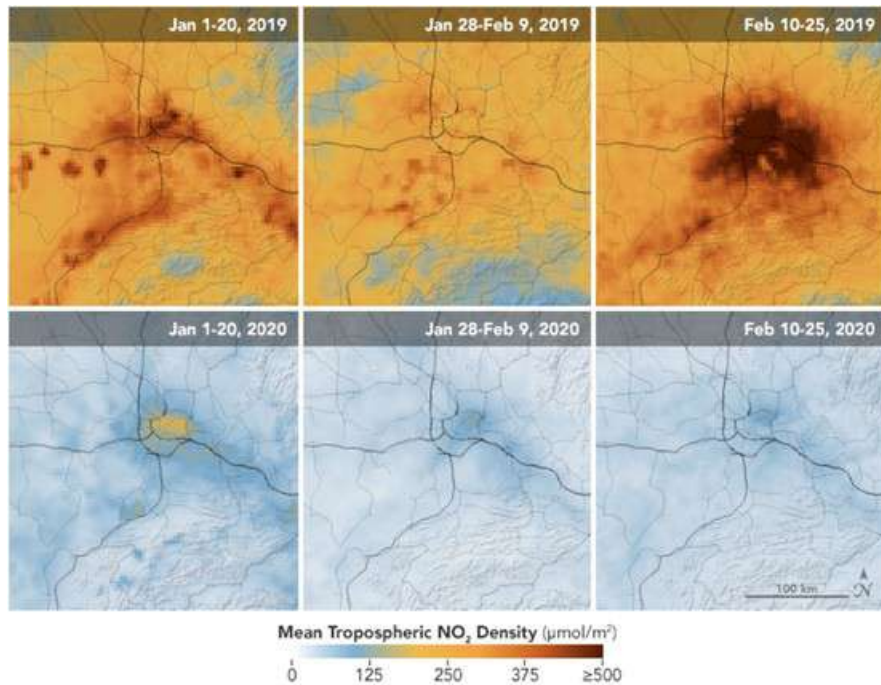 Jan 1-20, 2019
Jan 28-Feb 9, 2019
Feb 10-25, 2019
Jan 1-20, 2020
Jan 28-Feb 9, 2020
Feb 10-25, 2020
100 km
N
Mean Tropospheric NO₂ Density (μmol/m²)
0 125 250 375 ≥500